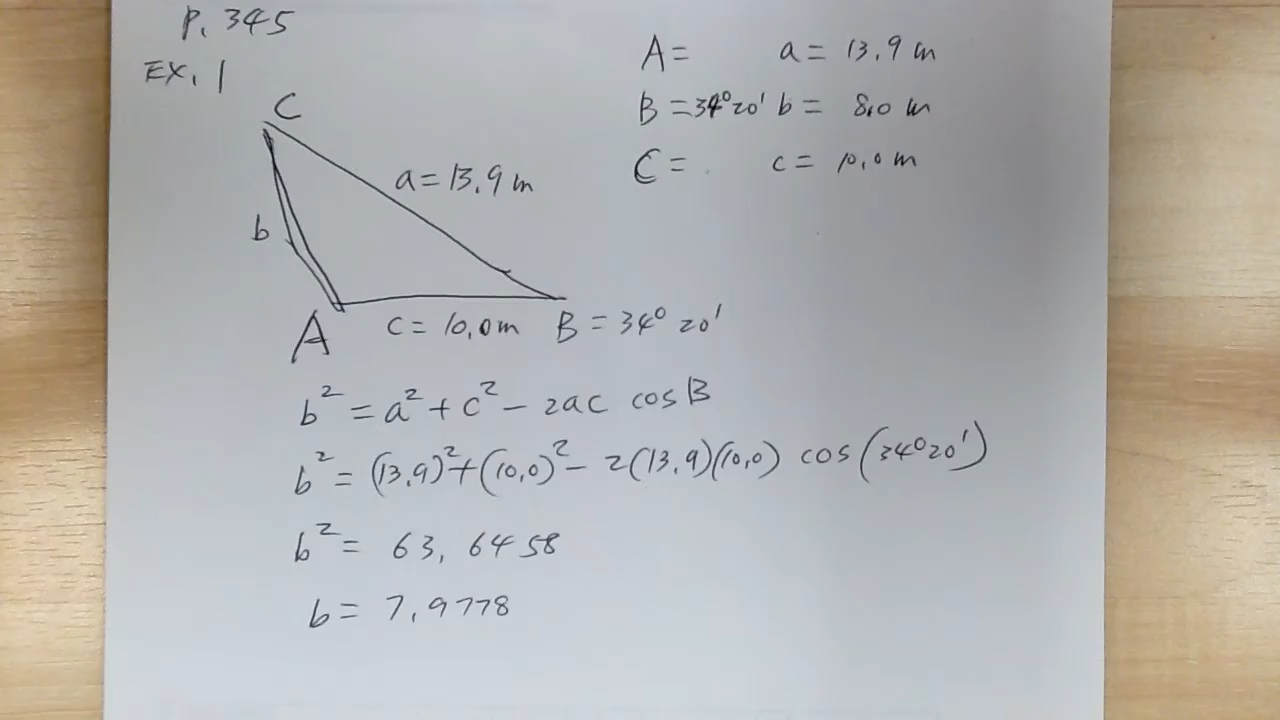 P. 345
EX. 1
A= a = 13.9 m
B = 34°20' b = 8.0 m
C = c = 10.0 m
C
a = 13.9 m
b
A c = 10.0m B = 34° 20'
b² = a² + c² - 2ac cos B
b² = (13.9)² + (10.0)² - 2(13.9)(10.0) cos (34°20')
b² = 63.6458
b = 7.9778